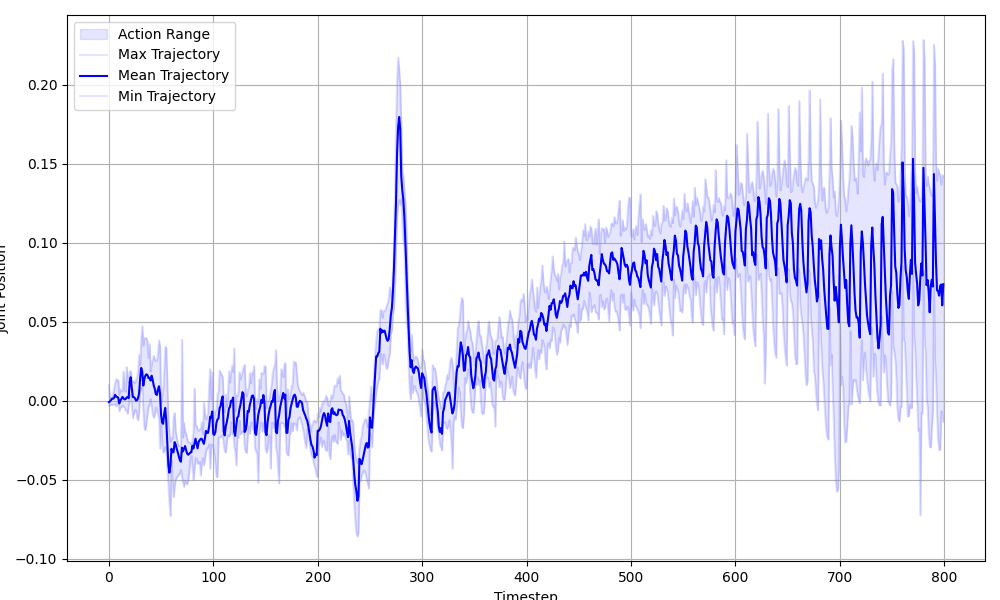 Action Range
Max Trajectory
Mean Trajectory
Min Trajectory
0.20
0.15
0.10
0.05
0.00
−0.05
−0.10
Joint Position
0 100 200 300 400 500 600 700 800
Timestep